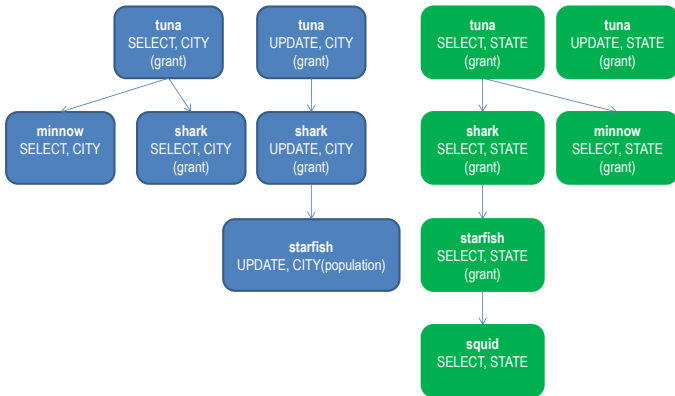 tuna
SELECT, CITY
(grant)
tuna
UPDATE, CITY
(grant)
tuna
SELECT, STATE
(grant)
tuna
UPDATE, STATE
(grant)
minnow
SELECT, CITY
shark
SELECT, CITY
(grant)
shark
UPDATE, CITY
(grant)
shark
SELECT, STATE
(grant)
minnow
SELECT, STATE
(grant)
starfish
UPDATE, CITY(population)
starfish
SELECT, STATE
(grant)
squid
SELECT, STATE